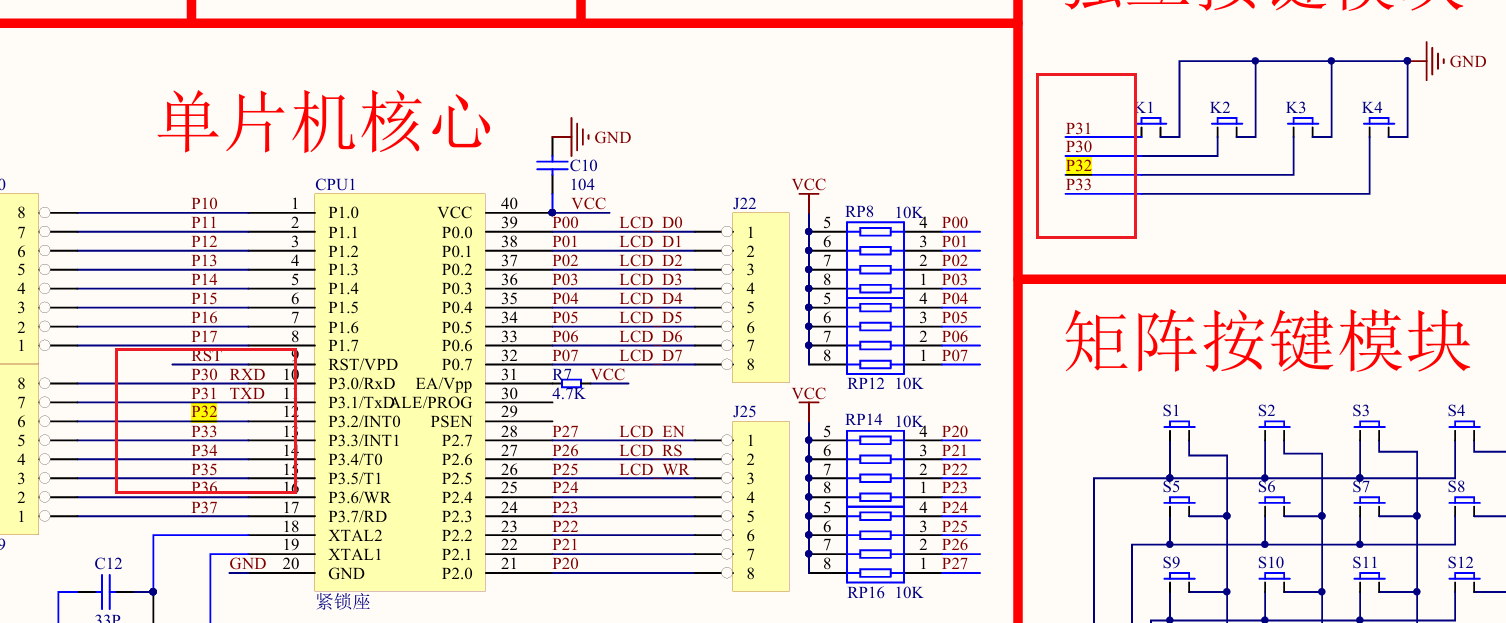 单片机核心
GND
C10
104
CPU1
VCC
8 P10 1 P1.0 VCC 40
7 P11 2 P1.1 P0.0 39 P00 LCD D0 1
6 P12 3 P1.2 P0.1 38 P01 LCD D1 2
5 P13 4 P1.3 P0.2 37 P02 LCD D2 3
4 P14 5 P1.4 P0.3 36 P03 LCD D3 4
3 P15 6 P1.5 P0.4 35 P04 LCD D4 5
2 P16 7 P1.6 P0.5 34 P05 LCD D5 6
1 P17 8 P1.7 P0.6 33 P06 LCD D6 7
RST 9 RST/VPD P0.7 32 P07 LCD D7 8
8 P30 RXD 10 P3.0/RxD EA/Vpp 31 R7 VCC
7 P31 TXD 11 P3.1/TxD ALE/PROG 30 4.7K
6 P32 12 P3.2/INT0 PSEN 29
5 P33 13 P3.3/INT1 P2.7 28 P27 LCD EN 1
4 P34 14 P3.4/T0 P2.6 27 P26 LCD RS 2
3 P35 15 P3.5/T1 P2.5 26 P25 LCD WR 3
2 P36 16 P3.6/WR P2.4 25 P24 4
1 P37 17 P3.7/RD P2.3 24 P23 5
18 XTAL2 P2.2 23 P22 6
19 XTAL1 P2.1 22 P21 7
GND 20 GND P2.0 21 P20 8
紧锁座
C12
33P
J22
J25
VCC
RP8 10K
5 4 P00
6 3 P01
7 2 P02
8 1 P03
5 4 P04
6 3 P05
7 2 P06
8 1 P07
RP12 10K
VCC
RP14 10K
5 4 P20
6 3 P21
7 2 P22
8 1 P23
5 4 P24
6 3 P25
7 2 P26
8 1 P27
RP16 10K
按键模块
GND
K1 K2 K3 K4
P31
P30
P32
P33
矩阵按键模块
S1 S2 S3 S4
S5 S6 S7 S8
S9 S10 S11 S12